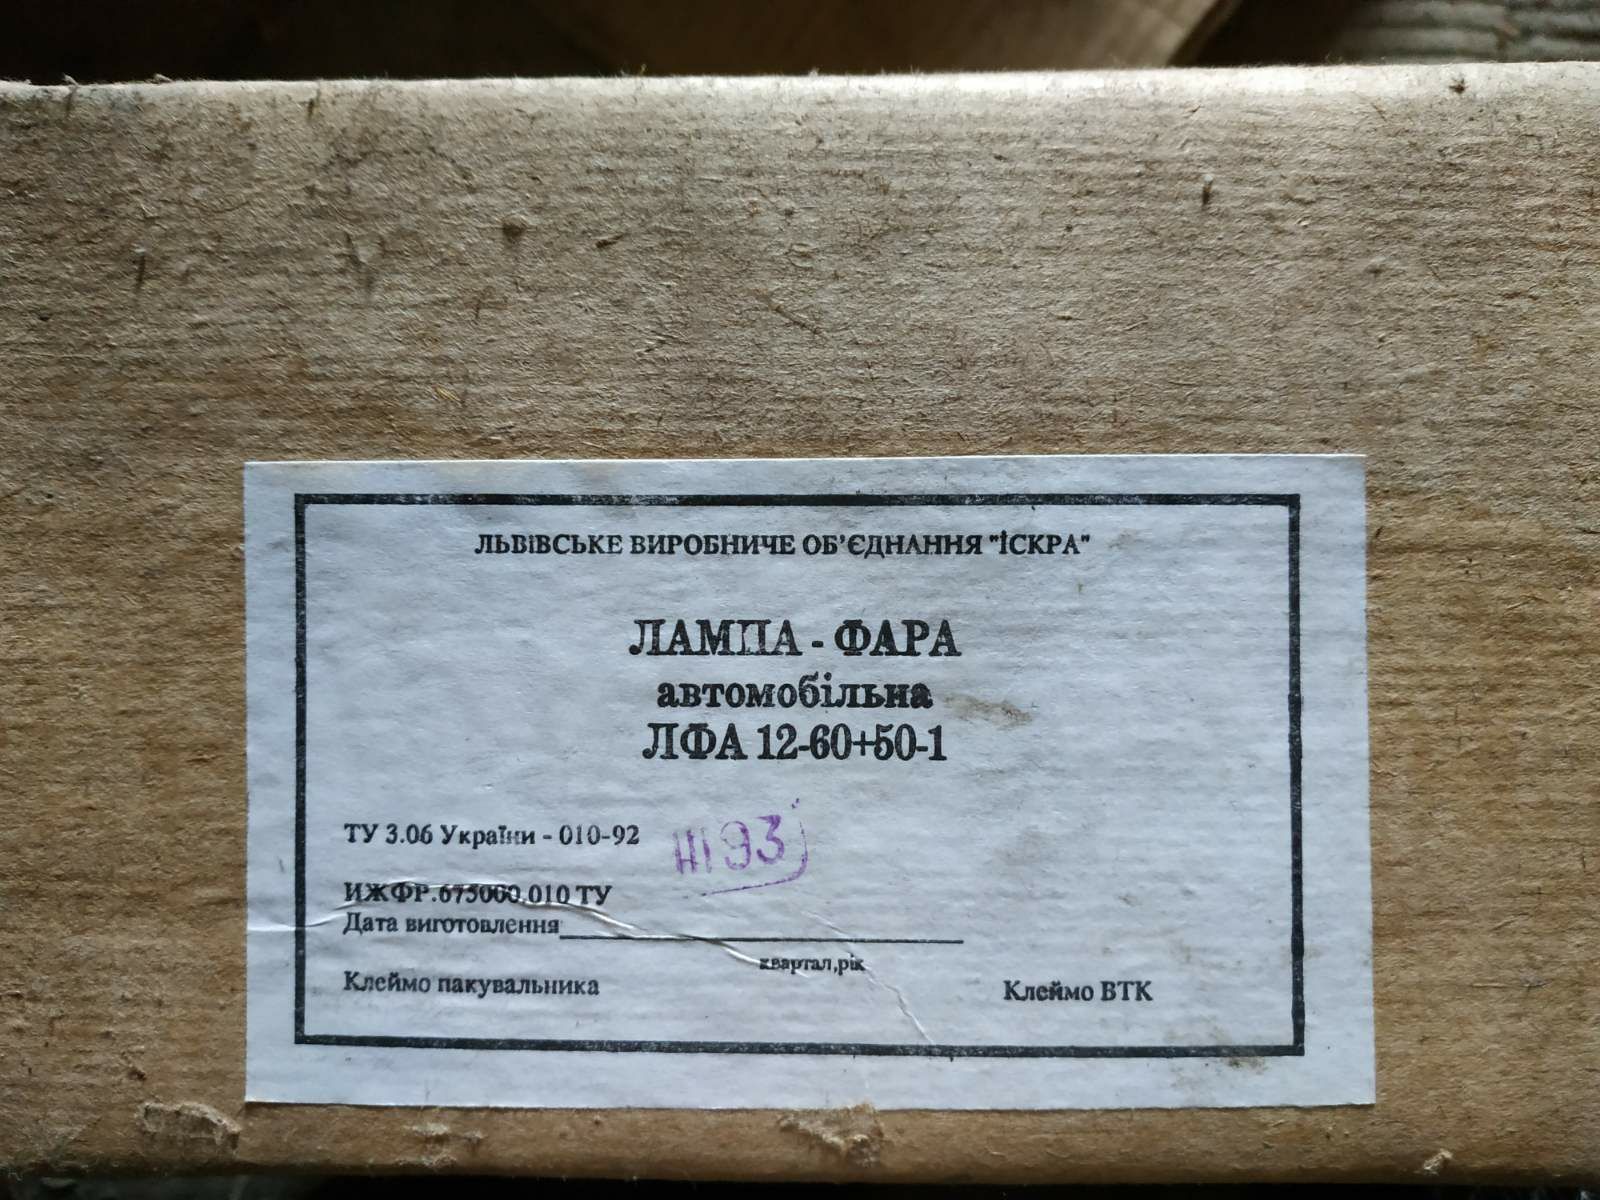 ЛЬВІВСЬКЕ ВИРОБНИЧЕ ОБ'ЄДНАННЯ "ІСКРА"
ЛАМПА - ФАРА
автомобільна
ЛФА 12-60+50-1
ТУ 3.06 України - 010-92
93
ИЖФР.675000.010 ТУ
Дата виготовлення
квартал,рік
Клеймо пакувальника
Клеймо ВТК